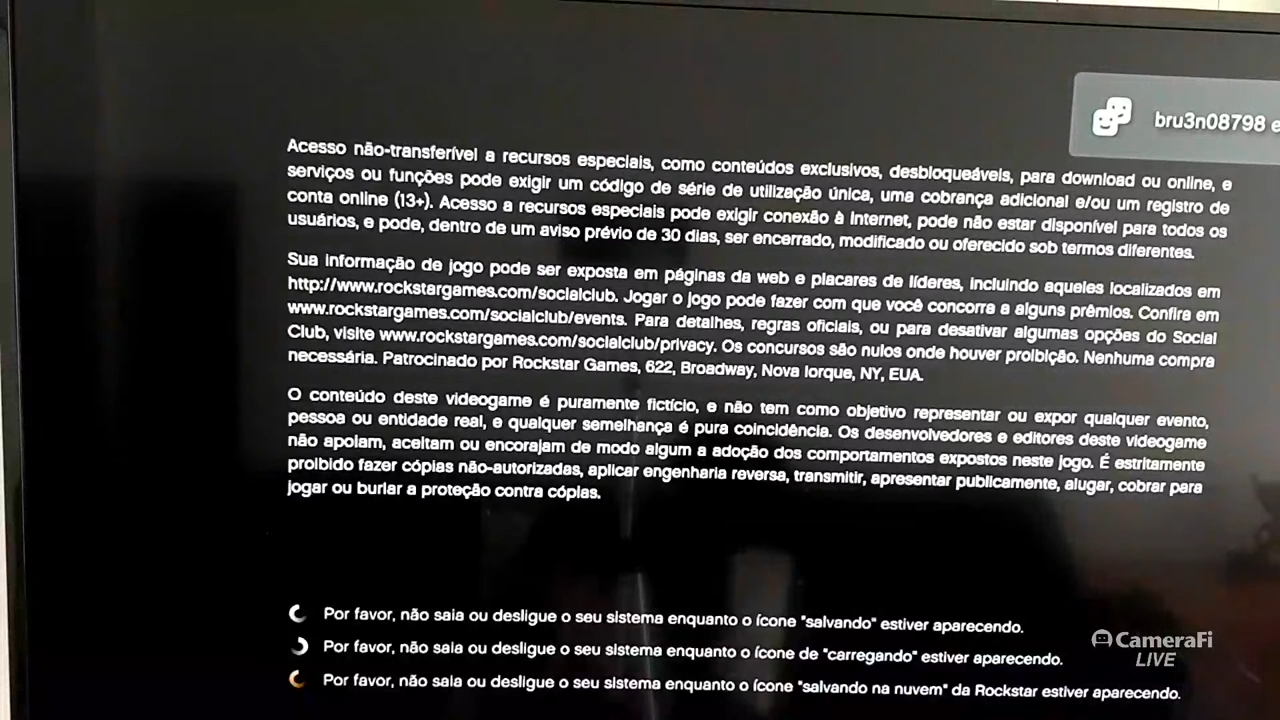 bru3n08798 e
Acesso não-transferível a recursos especiais, como conteúdos exclusivos, desbloqueáveis, para download ou online, e
serviços ou funções pode exigir um código de série de utilização única, uma cobrança adicional e/ou um registro de
conta online (13+). Acesso a recursos especiais pode exigir conexão à Internet, pode não estar disponível para todos os
usuários, e pode, dentro de um aviso prévio de 30 dias, ser encerrado, modificado ou oferecido sob termos diferentes.
Sua informação de jogo pode ser exposta em páginas da web e placares de líderes, incluindo aqueles localizados em
http://www.rockstargames.com/socialclub. Jogar o jogo pode fazer com que você concorra a alguns prêmios. Confira em
www.rockstargames.com/socialclub/events. Para detalhes, regras oficiais, ou para desativar algumas opções do Social
Club, visite www.rockstargames.com/socialclub/privacy. Os concursos são nulos onde houver proibição. Nenhuma compra
necessária. Patrocinado por Rockstar Games, 622, Broadway, Nova Iorque, NY, EUA.
O conteúdo deste videogame é puramente fictício, e não tem como objetivo representar ou expor qualquer evento,
pessoa ou entidade real, e qualquer semelhança é pura coincidência. Os desenvolvedores e editores deste videogame
não apoiam, aceitam ou encorajam de modo algum a adoção dos comportamentos expostos neste jogo. É estritamente
proibido fazer cópias não-autorizadas, aplicar engenharia reversa, transmitir, apresentar publicamente, alugar, cobrar para
jogar ou burlar a proteção contra cópias.
Por favor, não saia ou desligue o seu sistema enquanto o ícone "salvando" estiver aparecendo.
Por favor, não saia ou desligue o seu sistema enquanto o ícone de "carregando" estiver aparecendo.
Por favor, não saia ou desligue o seu sistema enquanto o ícone "salvando na nuvem" da Rockstar estiver aparecendo.
CameraFi
LIVE